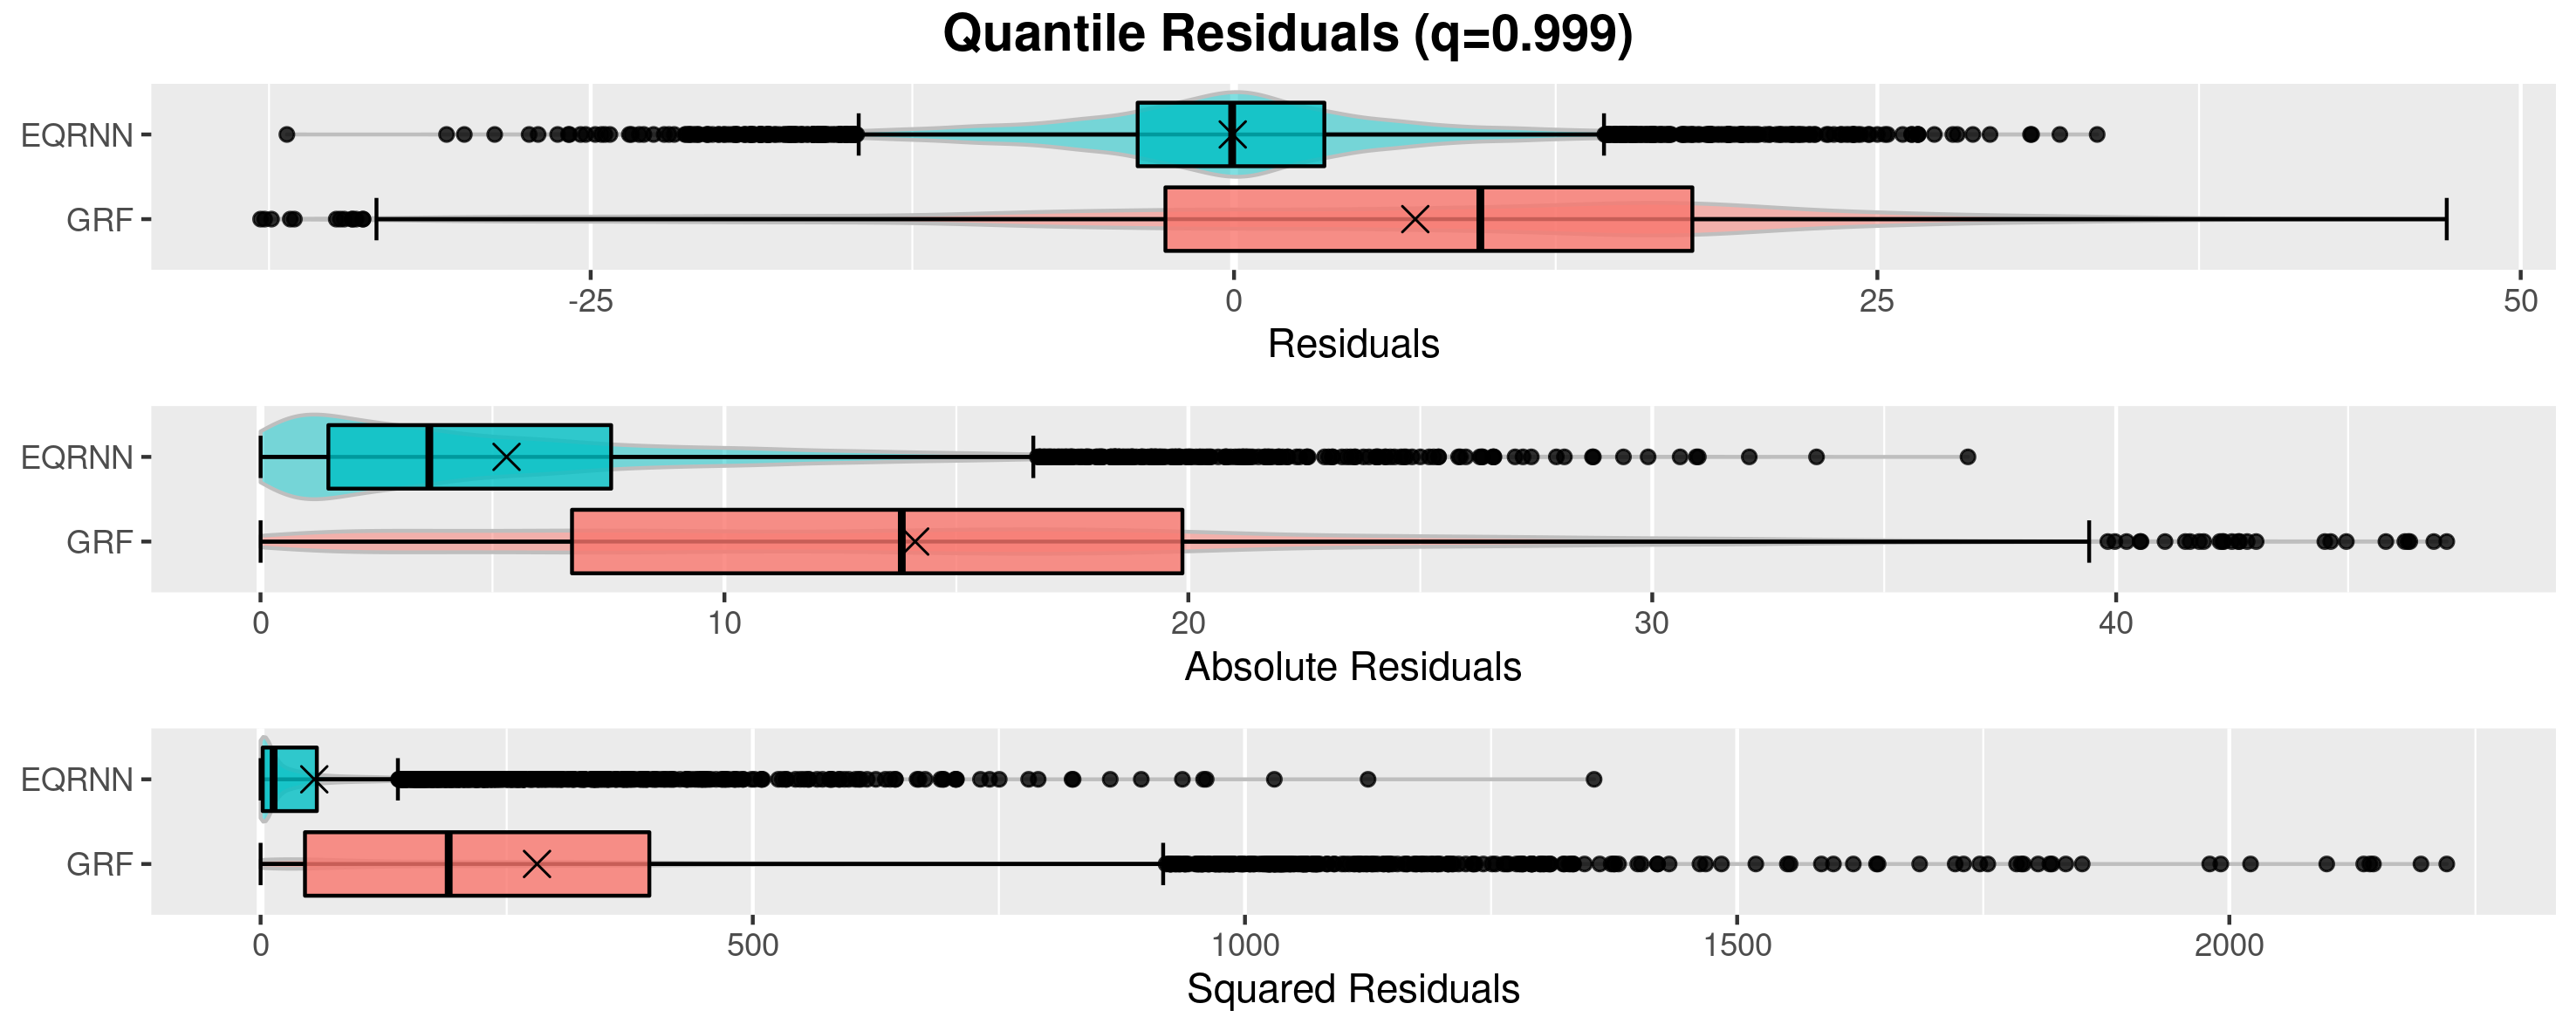 Quantile Residuals (q=0.999)
EQRNN
GRF
-25 0 25 50
Residuals
EQRNN
GRF
0 10 20 30 40
Absolute Residuals
EQRNN
GRF
0 500 1000 1500 2000
Squared Residuals